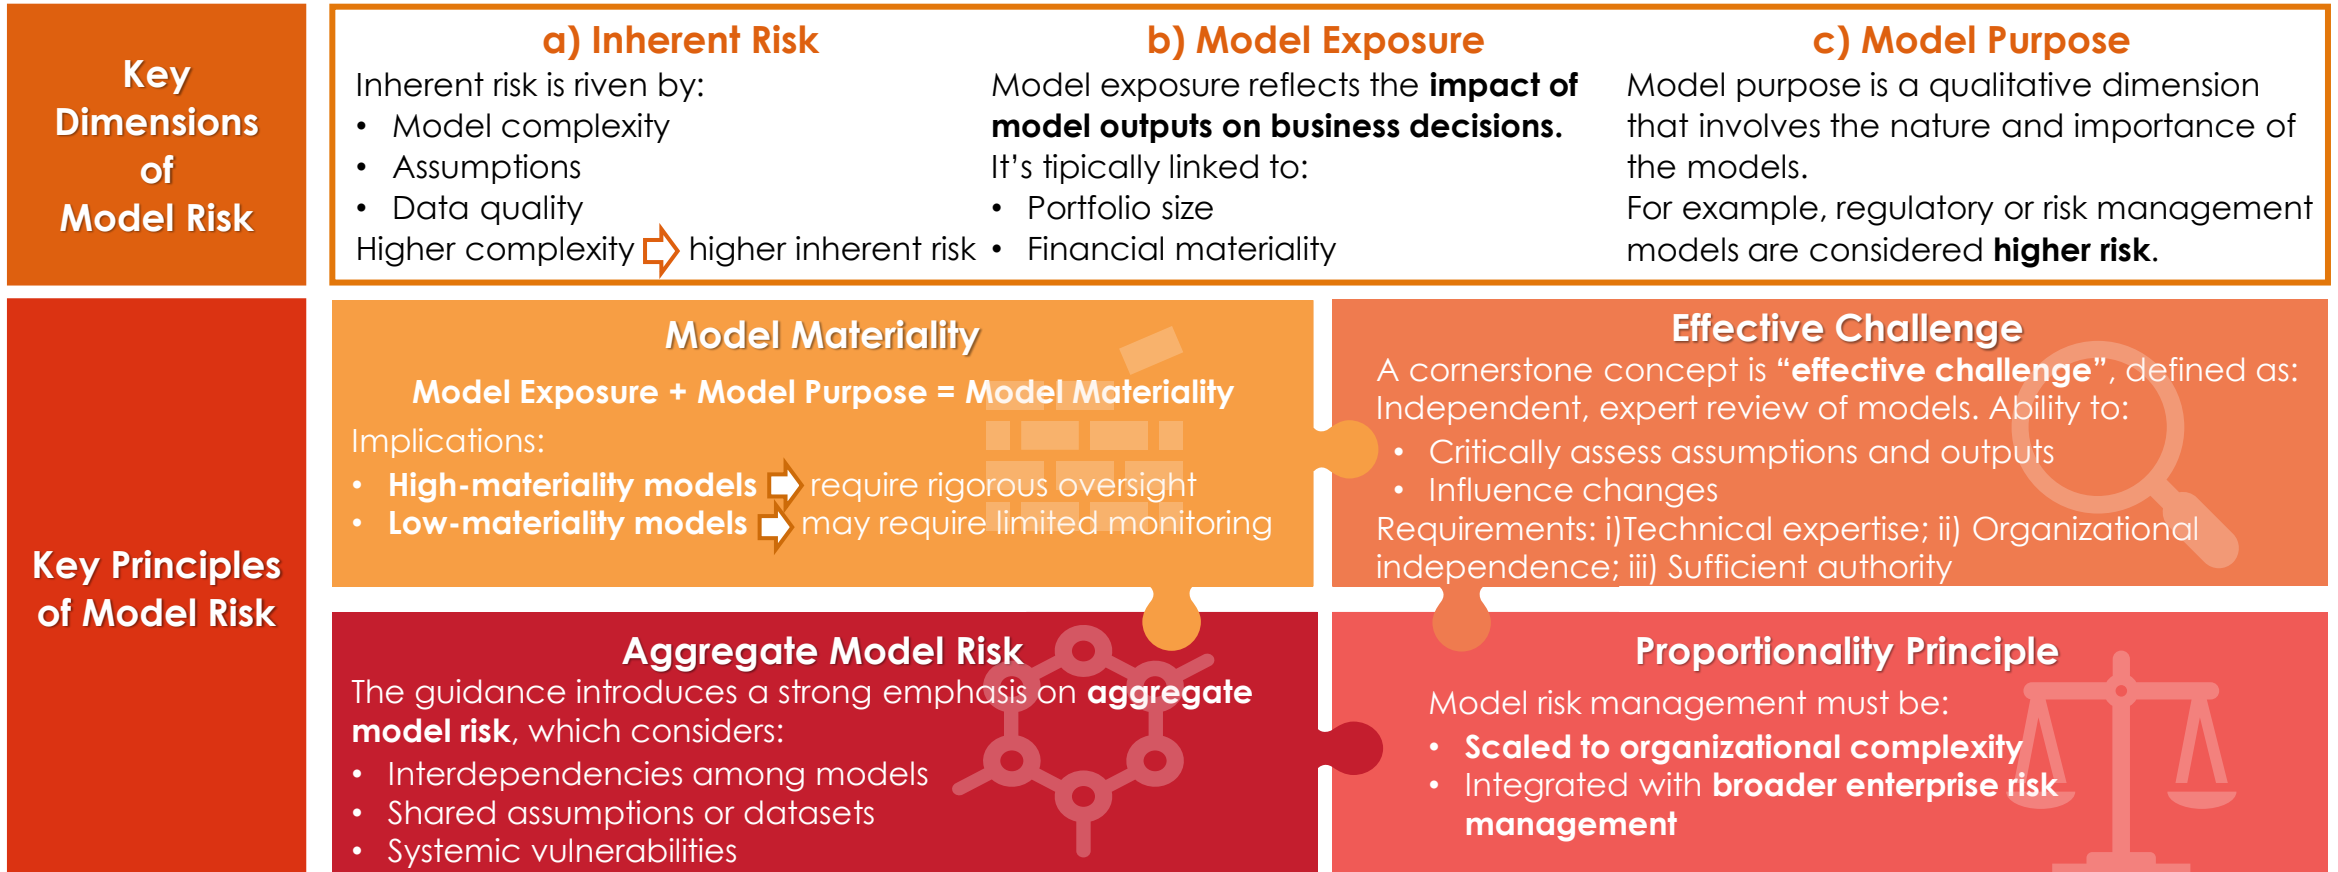 Key
Dimensions
of
Model Risk
a) Inherent Risk
Inherent risk is riven by:
• Model complexity
• Assumptions
• Data quality
Higher complexity higher inherent risk
b) Model Exposure
Model exposure reflects the impact of
model outputs on business decisions.
It’s tipically linked to:
• Portfolio size
• Financial materiality
c) Model Purpose
Model purpose is a qualitative dimension
that involves the nature and importance of
the models.
For example, regulatory or risk management
models are considered higher risk.
Key Principles
of Model Risk
Model Materiality
Model Exposure + Model Purpose = Model Materiality
Implications:
• High-materiality models require rigorous oversight
• Low-materiality models may require limited monitoring
Effective Challenge
A cornerstone concept is “effective challenge”, defined as:
Independent, expert review of models. Ability to:
• Critically assess assumptions and outputs
• Influence changes
Requirements: i)Technical expertise; ii) Organizational
independence; iii) Sufficient authority
Aggregate Model Risk
The guidance introduces a strong emphasis on aggregate
model risk, which considers:
• Interdependencies among models
• Shared assumptions or datasets
• Systemic vulnerabilities
Proportionality Principle
Model risk management must be:
• Scaled to organizational complexity
• Integrated with broader enterprise risk
management